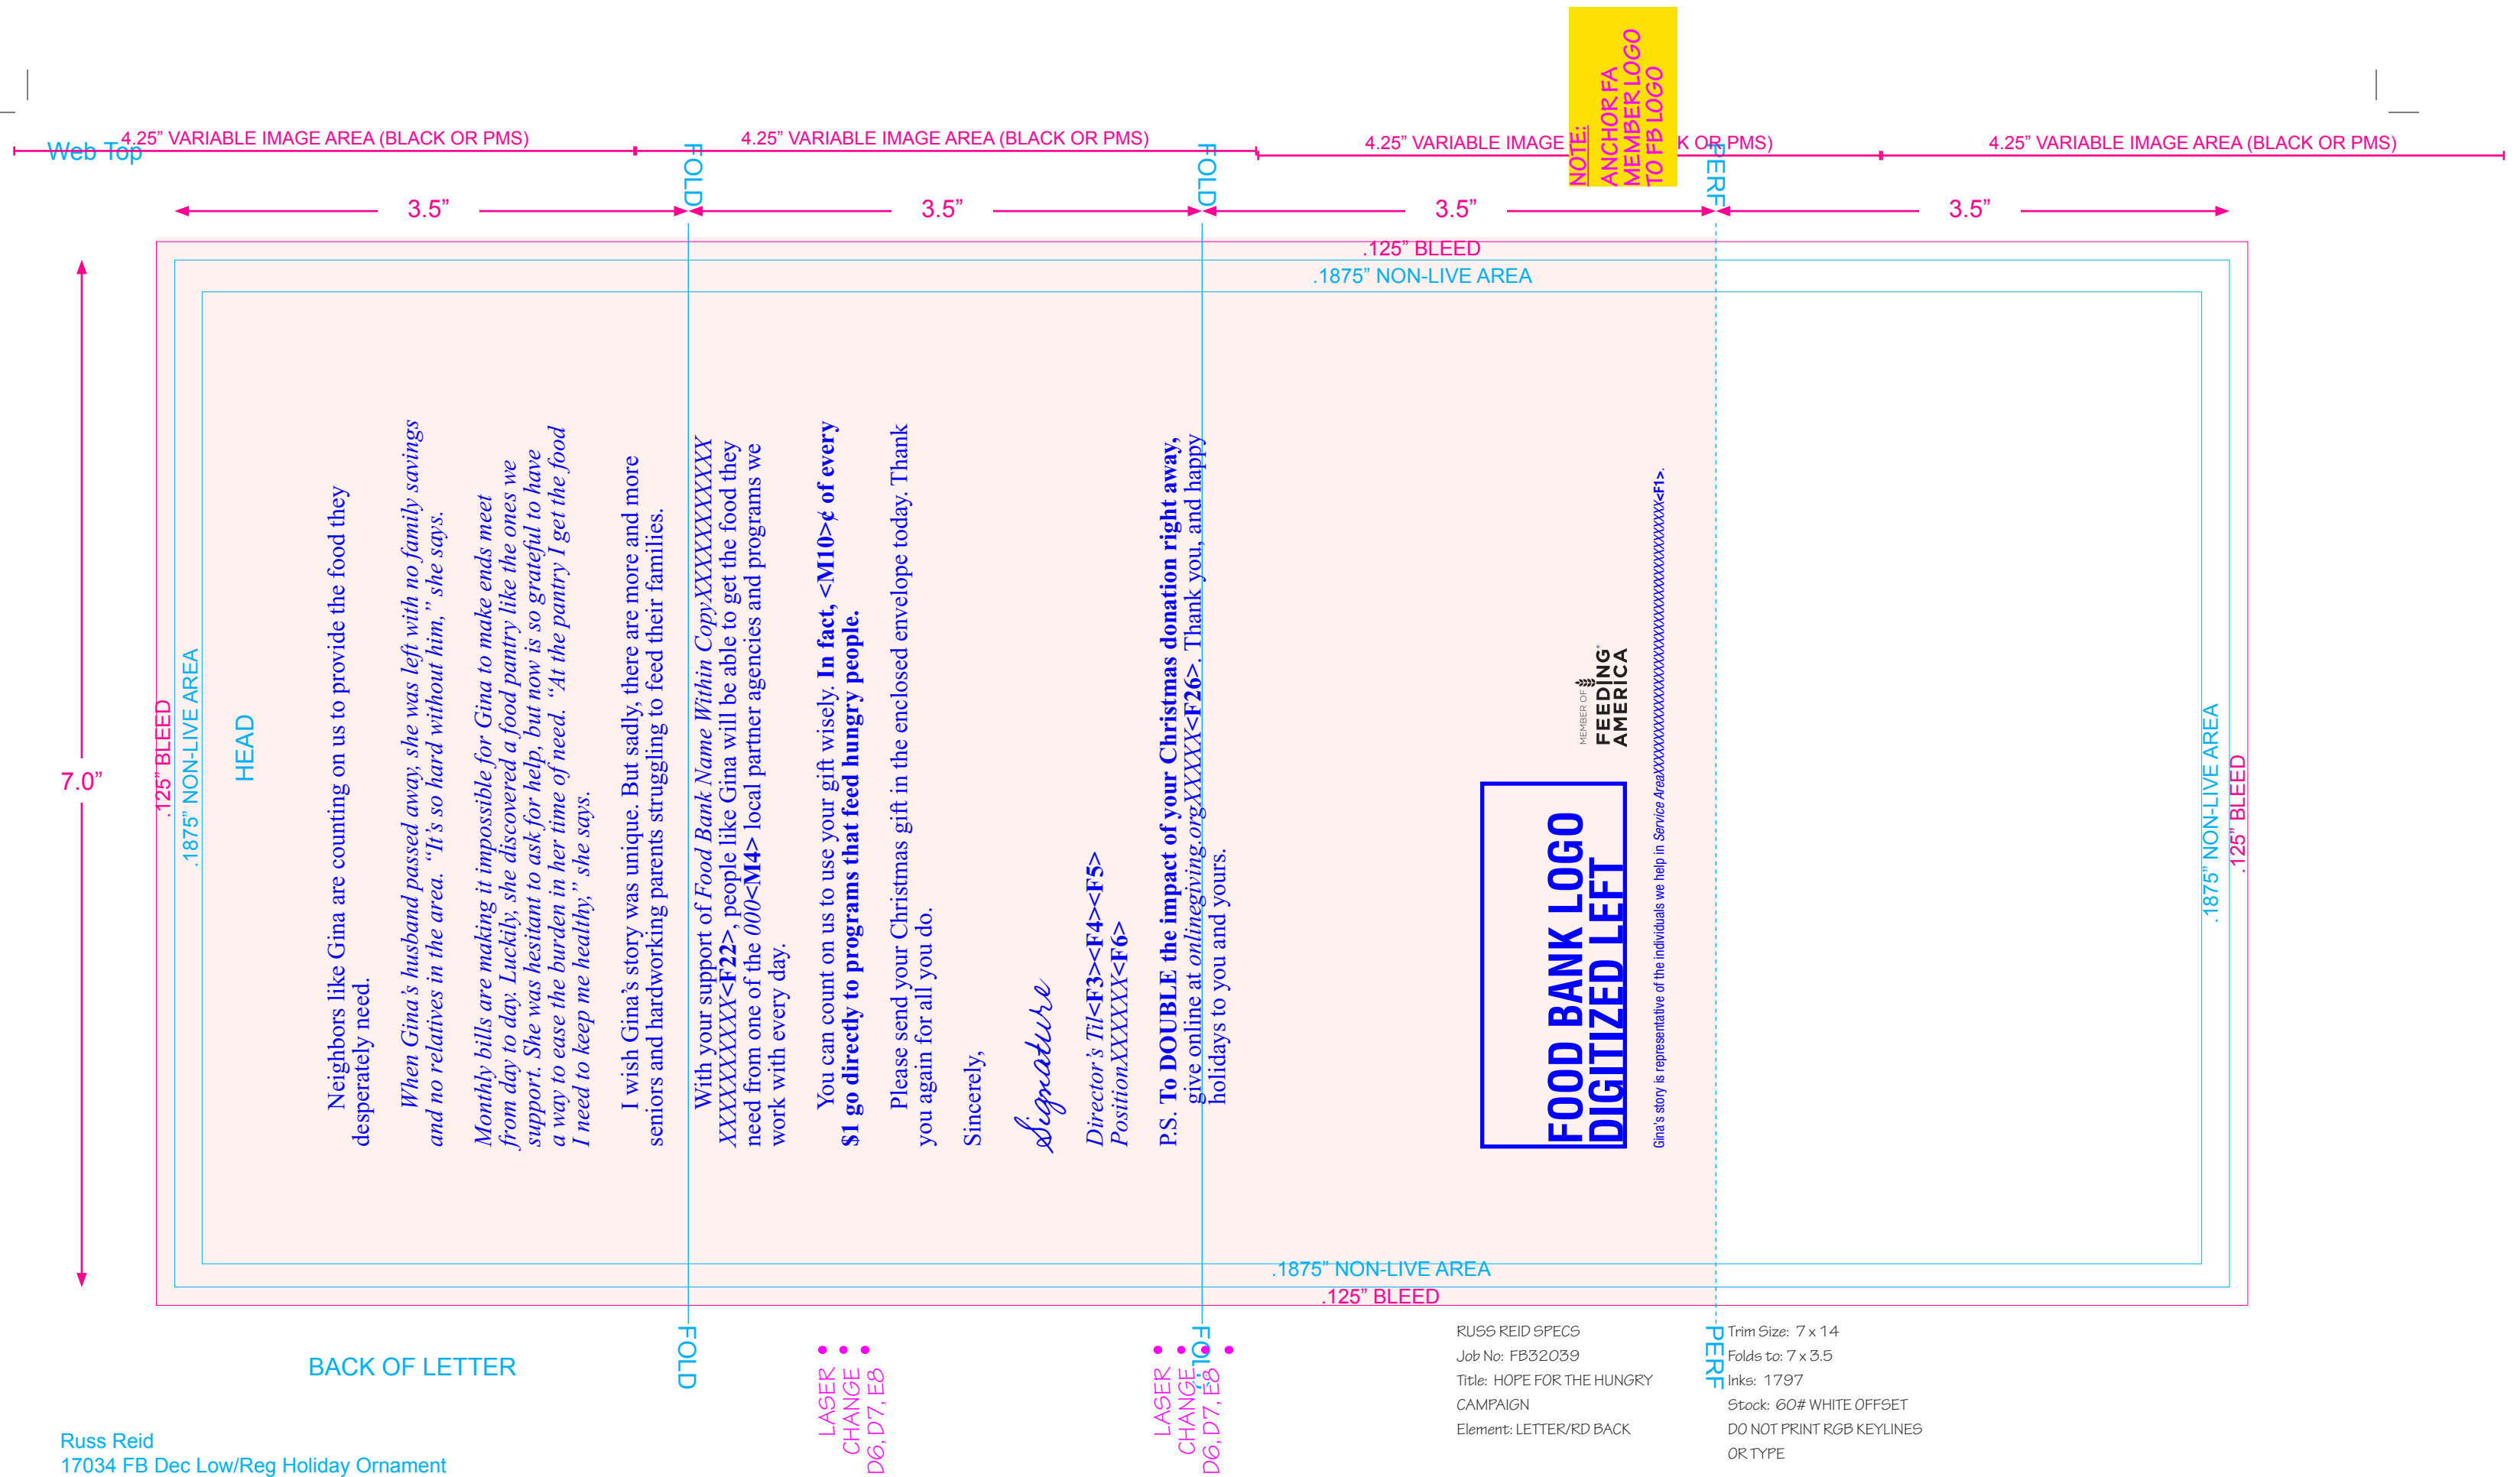 NOTE:
ANCHOR FA
MEMBER LOGO
TO FB LOGO
Web Top
4.25” VARIABLE IMAGE AREA (BLACK OR PMS)
4.25” VARIABLE IMAGE AREA (BLACK OR PMS)
4.25” VARIABLE IMAGE K OR PMS)
4.25” VARIABLE IMAGE AREA (BLACK OR PMS)
FOLD
FOLD
PERF
3.5”
3.5”
3.5”
3.5”
.125” BLEED
.1875” NON-LIVE AREA
7.0”
.125” BLEED
.1875” NON-LIVE AREA
HEAD
Neighbors like Gina are counting on us to provide the food they
desperately need.
When Gina’s husband passed away, she was left with no family savings
and no relatives in the area. “It’s so hard without him,” she says.
Monthly bills are making it impossible for Gina to make ends meet
from day to day. Luckily, she discovered a food pantry like the ones we
support. She was hesitant to ask for help, but now is so grateful to have
a way to ease the burden in her time of need. “At the pantry I get the food
I need to keep me healthy,” she says.
I wish Gina’s story was unique. But sadly, there are more and more
seniors and hardworking parents struggling to feed their families.
With your support of Food Bank Name Within CopyXXXXXXXXXXX
XXXXXXXXXXX<F22>, people like Gina will be able to get the food they
need from one of the 000<M4> local partner agencies and programs we
work with every day.
You can count on us to use your gift wisely. In fact, <M10>¢ of every
$1 go directly to programs that feed hungry people.
Please send your Christmas gift in the enclosed envelope today. Thank
you again for all you do.
Sincerely,
Signature
Director’s Til<F3><F4><F5>
PositionXXXXXX<F6>
P.S. To DOUBLE the impact of your Christmas donation right away,
give online at onlinegiving.orgXXXXX<F26>. Thank you, and happy
holidays to you and yours.
FOOD BANK LOGO
DIGITIZED LEFT
MEMBER OF
FEEDING
AMERICA
Gina’s story is representative of the individuals we help in Service AreaXXXXXXXXXXXXXXXXXXXXXXXXXXXXXXXXXXXXXXXX<F1>.
.1875” NON-LIVE AREA
.125” BLEED
.1875” NON-LIVE AREA
.125” BLEED
BACK OF LETTER
FOLD
LASER
CHANGE
D6, D7, E8
FOLD
LASER
CHANGE
D6, D7, E8
PERF
RUSS REID SPECS
Job No: FB32039
Title: HOPE FOR THE HUNGRY
CAMPAIGN
Element: LETTER/RD BACK
Trim Size: 7 x 14
Folds to: 7 x 3.5
Inks: 1797
Stock: 60# WHITE OFFSET
DO NOT PRINT RGB KEYLINES
OR TYPE
Russ Reid
17034 FB Dec Low/Reg Holiday Ornament